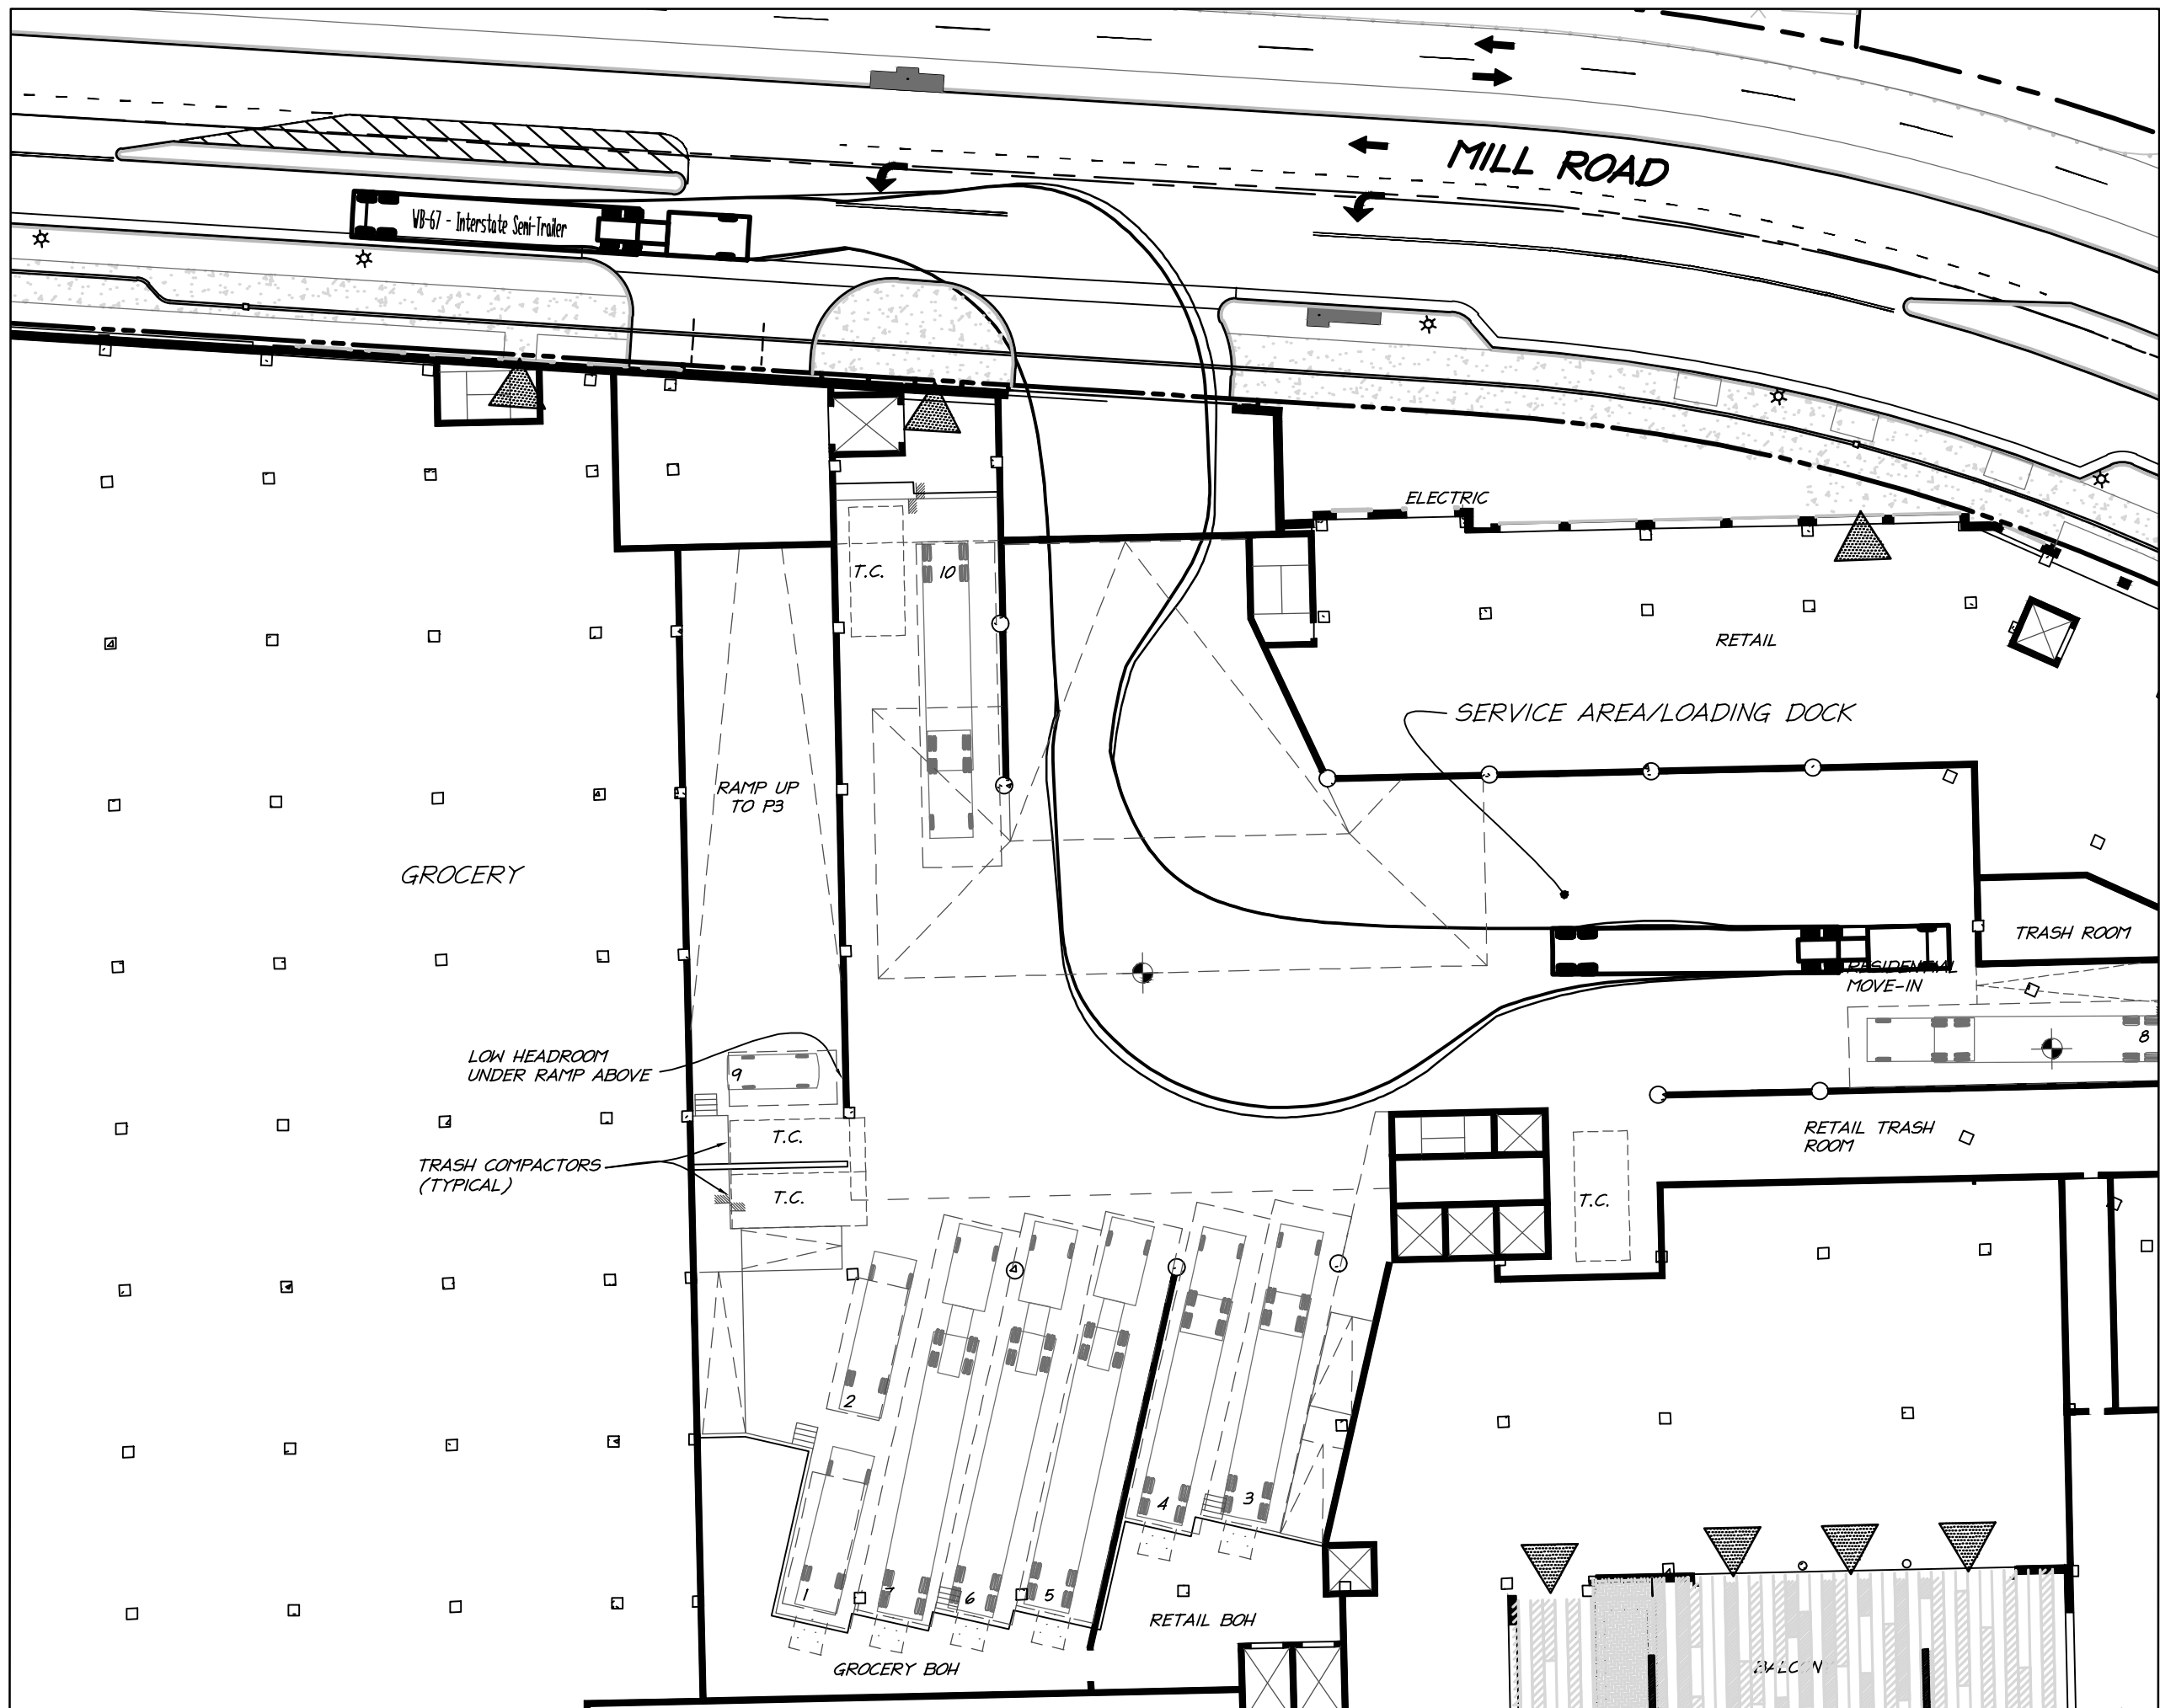 MILL ROAD
WB-67 - Interstate Semi-Trailer
ELECTRIC
T.C.
10
RETAIL
SERVICE AREA/LOADING DOCK
RAMP UP
TO P3
GROCERY
TRASH ROOM
RESIDENTIAL
MOVE-IN
8
LOW HEADROOM
UNDER RAMP ABOVE
9
T.C.
RETAIL TRASH
ROOM
TRASH COMPACTORS
(TYPICAL)
T.C.
T.C.
2
4
3
1
7
6
5
RETAIL BOH
GROCERY BOH
BALCONY